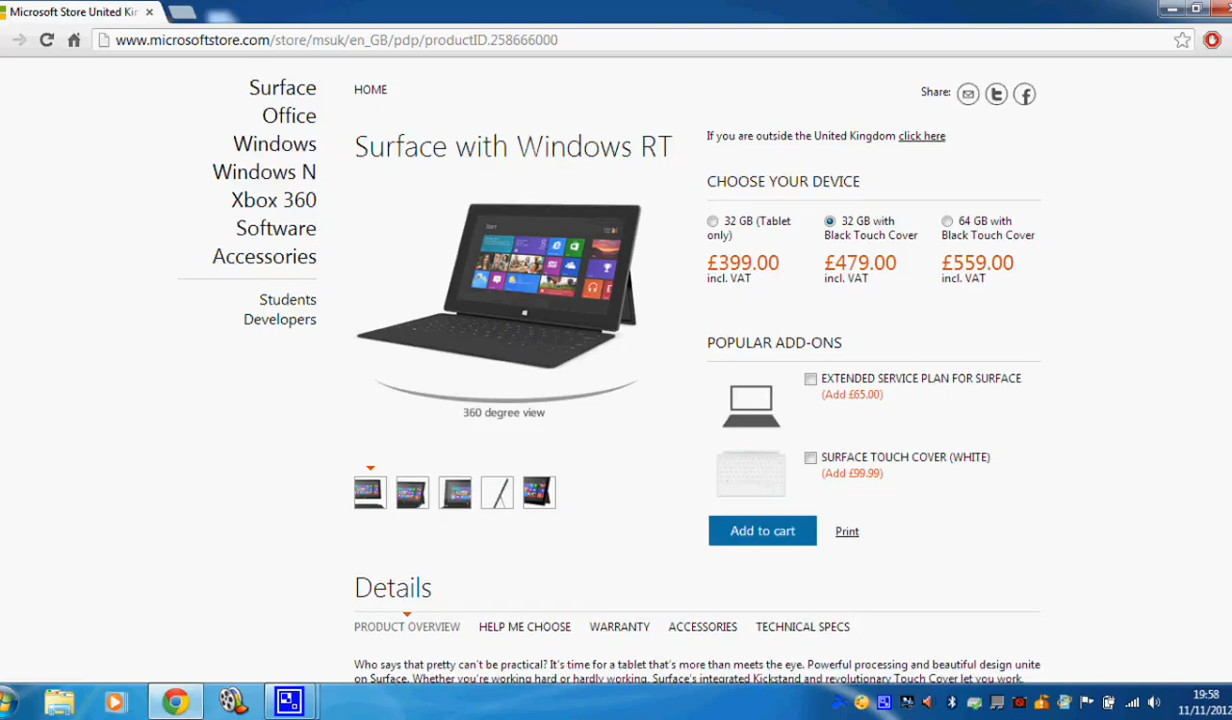 Microsoft Store United Kin
www.microsoftstore.com/store/msuk/en_GB/pdp/productID.258666000
Surface
Office
Windows
Windows N
Xbox 360
Software
Accessories
Students
Developers
HOME
Share:
Surface with Windows RT
If you are outside the United Kingdom click here
CHOOSE YOUR DEVICE
32 GB (Tablet only)
£399.00
incl. VAT
32 GB with
Black Touch Cover
£479.00
incl. VAT
64 GB with
Black Touch Cover
£559.00
incl. VAT
Start
360 degree view
POPULAR ADD-ONS
EXTENDED SERVICE PLAN FOR SURFACE
(Add £65.00)
SURFACE TOUCH COVER (WHITE)
(Add £99.99)
Add to cart
Print
Details
PRODUCT OVERVIEW HELP ME CHOOSE WARRANTY ACCESSORIES TECHNICAL SPECS
Who says that pretty can't be practical? It's time for a tablet that's more than meets the eye. Powerful processing and beautiful design unite
on Surface. Whether you're working hard or hardly working, Surface's integrated Kickstand and revolutionary Touch Cover let you work,
19:58
11/11/2012